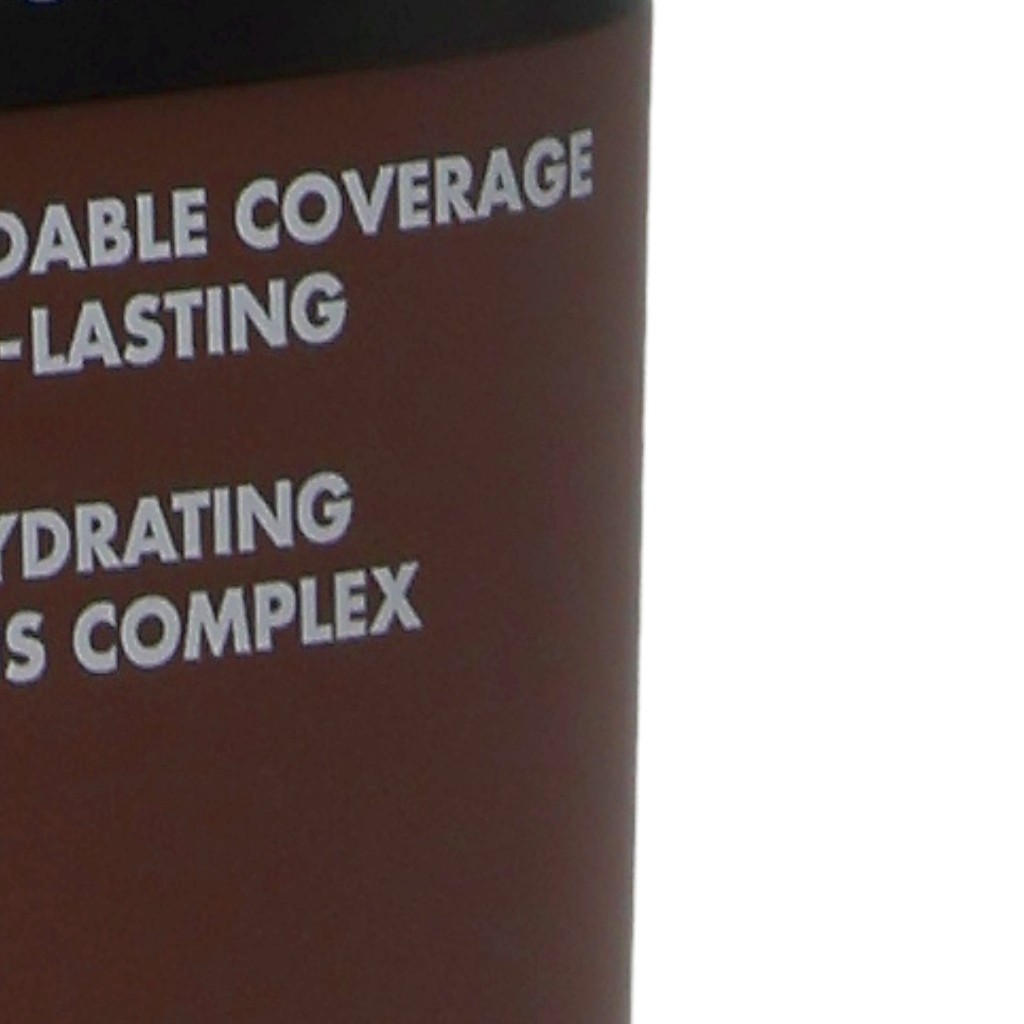 DABLE COVERAGE
-LASTING
YDRATING
S COMPLEX